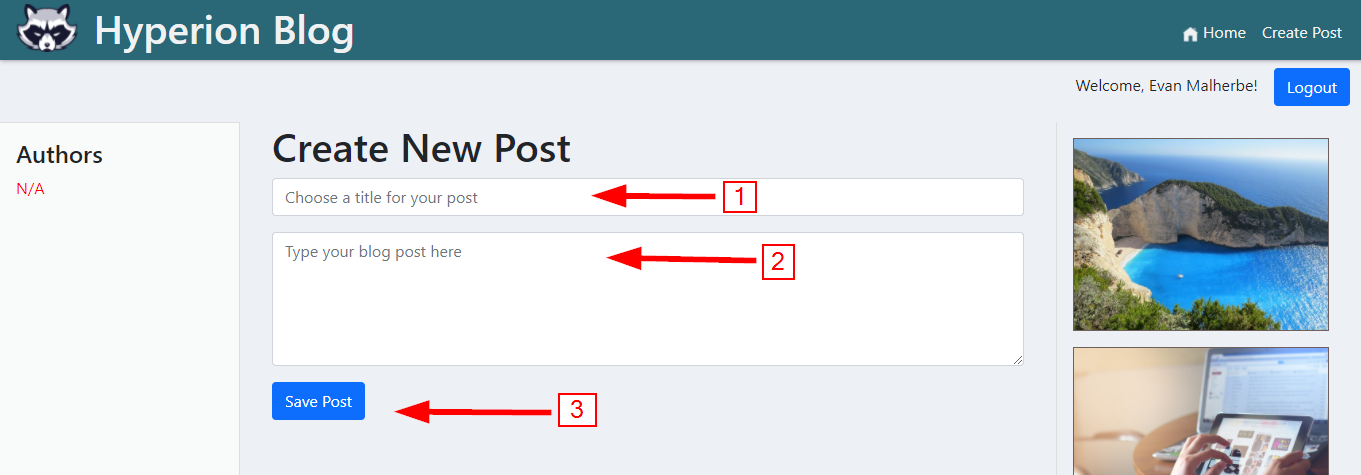 Hyperion Blog
Home Create Post
Welcome, Evan Malherbe! Logout
Authors
N/A
Create New Post
Choose a title for your post
1
Type your blog post here
2
Save Post
3